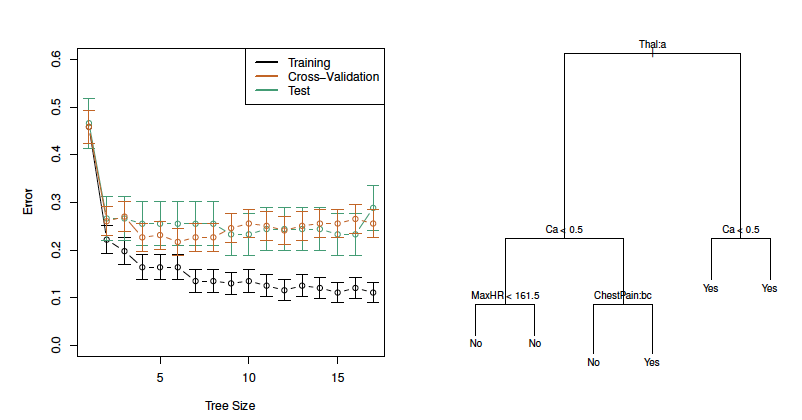 Training
Cross−Validation
Test
0.6
0.5
0.4
0.3
0.2
0.1
0.0
Error
5 10 15
Tree Size
Thal:a
Ca < 0.5
Ca < 0.5
MaxHR < 161.5
ChestPain:bc
Yes
Yes
No
No
No
Yes